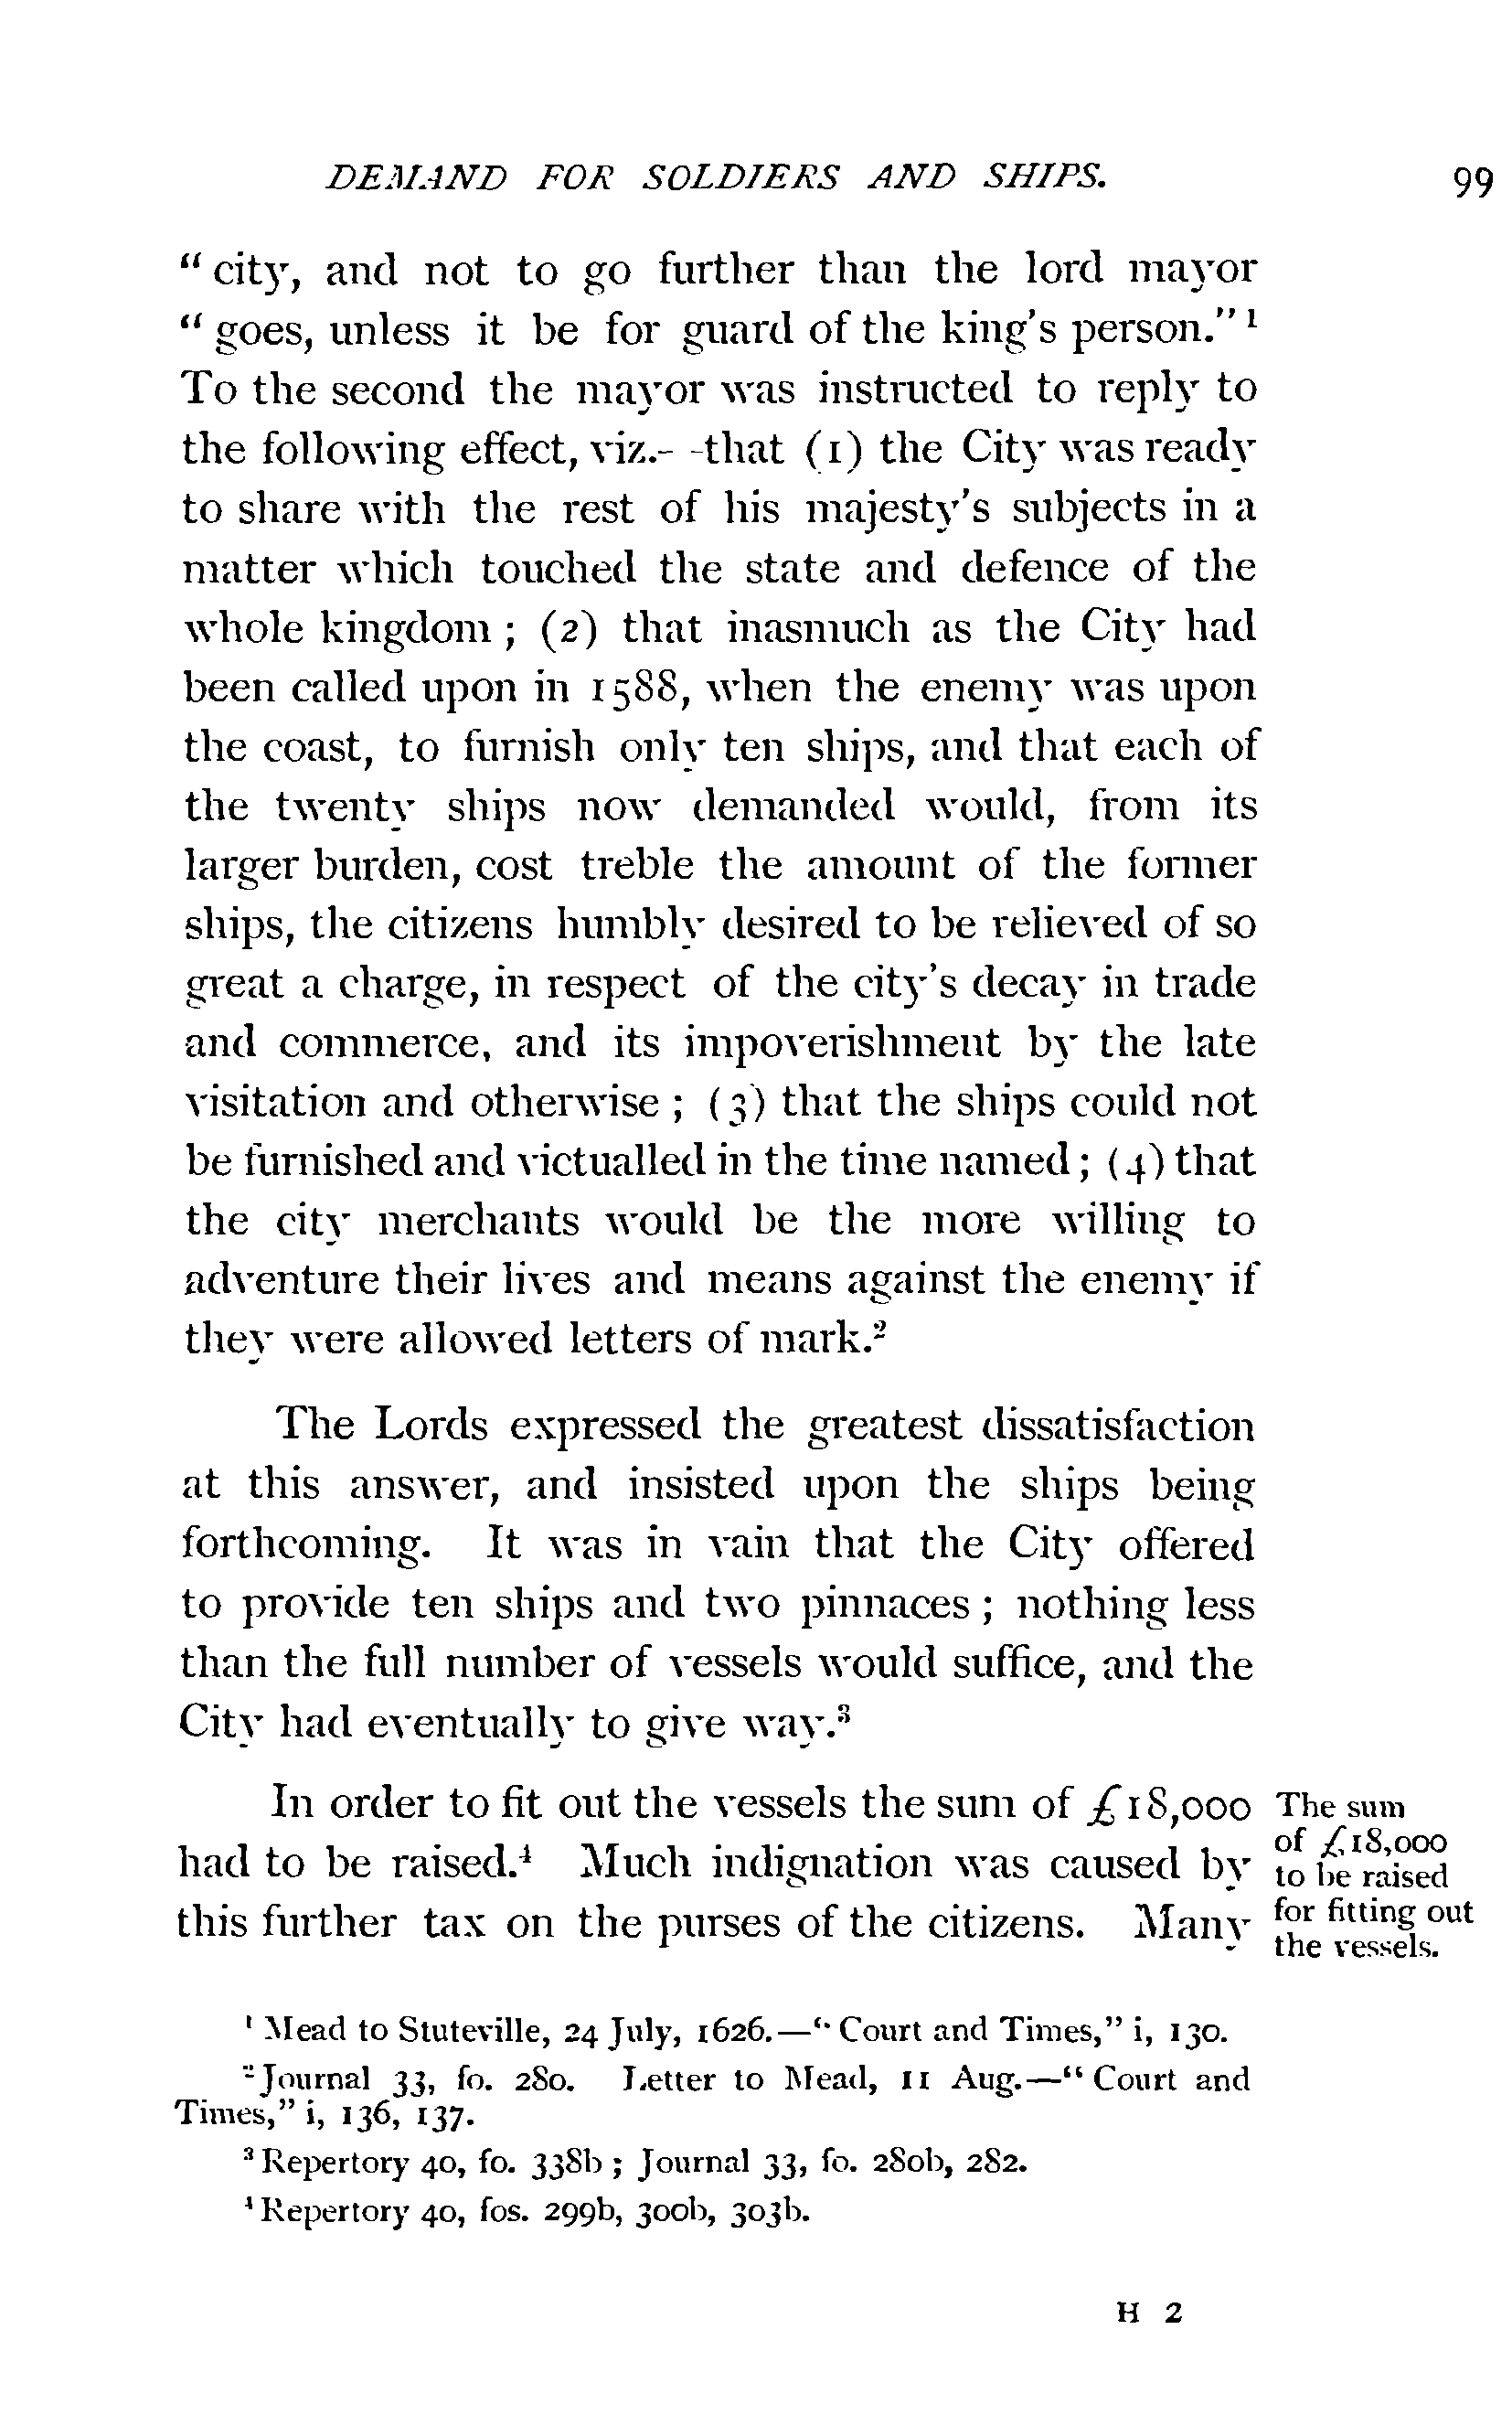 DEMAND FOR SOLDIERS AND SHIPS. 99
“ city, and not to go further than the lord mayor
“ goes, unless it be for guard of the king’s person.” ¹
To the second the mayor was instructed to reply to
the following effect, viz.- -that (1) the City was ready
to share with the rest of his majesty’s subjects in a
matter which touched the state and defence of the
whole kingdom ; (2) that inasmuch as the City had
been called upon in 1588, when the enemy was upon
the coast, to furnish only ten ships, and that each of
the twenty ships now demanded would, from its
larger burden, cost treble the amount of the former
ships, the citizens humbly desired to be relieved of so
great a charge, in respect of the city’s decay in trade
and commerce, and its impoverishment by the late
visitation and otherwise ; (3) that the ships could not
be furnished and victualled in the time named ; (4) that
the city merchants would be the more willing to
adventure their lives and means against the enemy if
they were allowed letters of mark.²
The Lords expressed the greatest dissatisfaction
at this answer, and insisted upon the ships being
forthcoming. It was in vain that the City offered
to provide ten ships and two pinnaces ; nothing less
than the full number of vessels would suffice, and the
City had eventually to give way.³
In order to fit out the vessels the sum of £18,000
had to be raised.⁴ Much indignation was caused by
this further tax on the purses of the citizens. Many
The sum
of £18,000
to be raised
for fitting out
the vessels.
¹ Mead to Stuteville, 24 July, 1626.—“ Court and Times,” i, 130.
² Journal 33, fo. 280. Letter to Mead, 11 Aug.—“ Court and
Times,” i, 136, 137.
³ Repertory 40, fo. 338b ; Journal 33, fo. 280b, 282.
⁴ Repertory 40, fos. 299b, 300b, 303b.
H 2